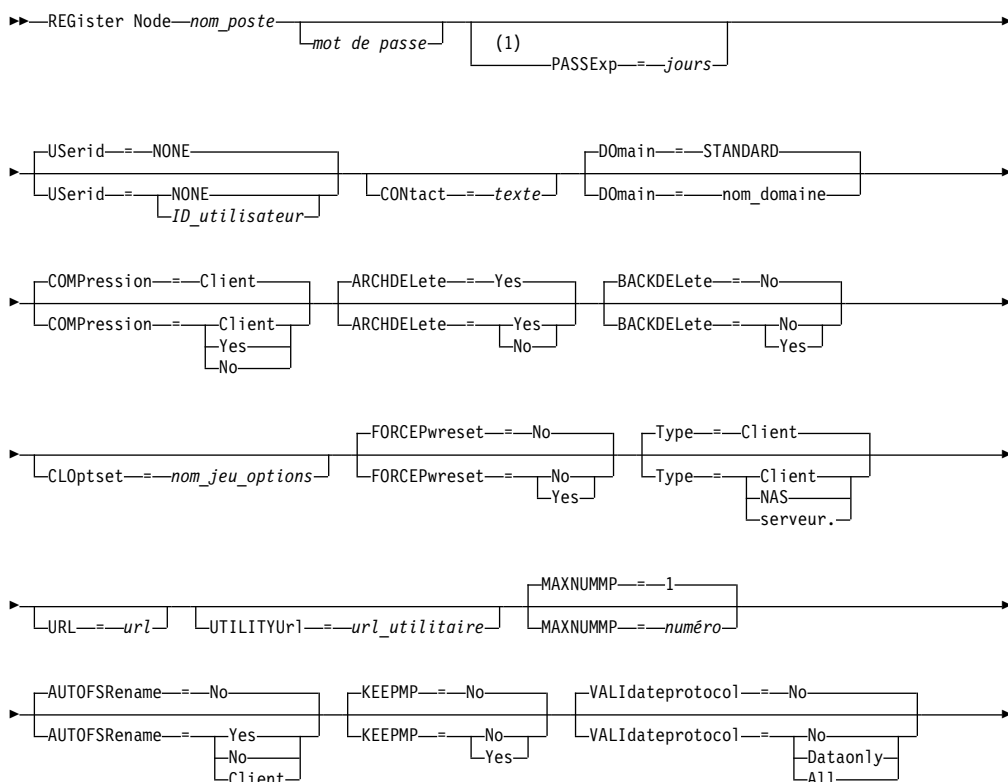 REGister Node nom_poste
mot de passe
(1)
PASSExp = jours
USerid = NONE
USerid = NONE
ID_utilisateur
CONtact = texte
DOmain = STANDARD
DOmain = nom_domaine
COMPression = Client
COMPression = Client
Yes
No
ARCHDELete = Yes
ARCHDELete = Yes
No
BACKDELete = No
BACKDELete = No
Yes
CLOptset = nom_jeu_options
FORCEPwreset = No
FORCEPwreset = No
Yes
Type = Client
Type = Client
NAS
serveur.
URL = url
UTILITYUrl = url_utilitaire
MAXNUMMP = 1
MAXNUMMP = numéro
AUTOFSRename = No
AUTOFSRename = Yes
No
Client
KEEPMP = No
KEEPMP = No
Yes
VALIdateprotocol = No
VALIdateprotocol = No
Dataonly
All